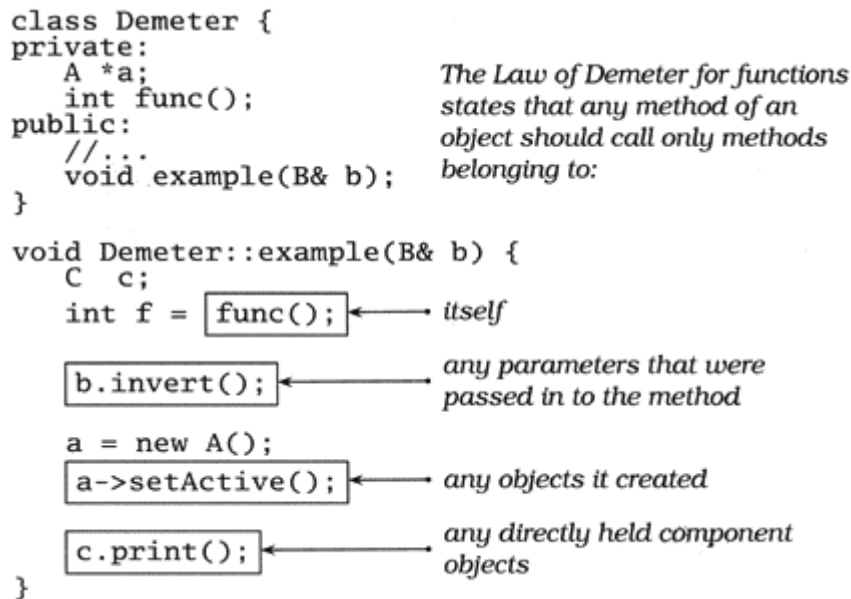 class Demeter {
private:
A *a;
int func();
public:
//...
void example(B& b);
}
The Law of Demeter for functions
states that any method of an
object should call only methods
belonging to:
void Demeter::example(B& b) {
C c;
int f = func();
itself
b.invert();
any parameters that were
passed in to the method
a = new A();
a->setActive();
any objects it created
c.print();
any directly held component
objects
}